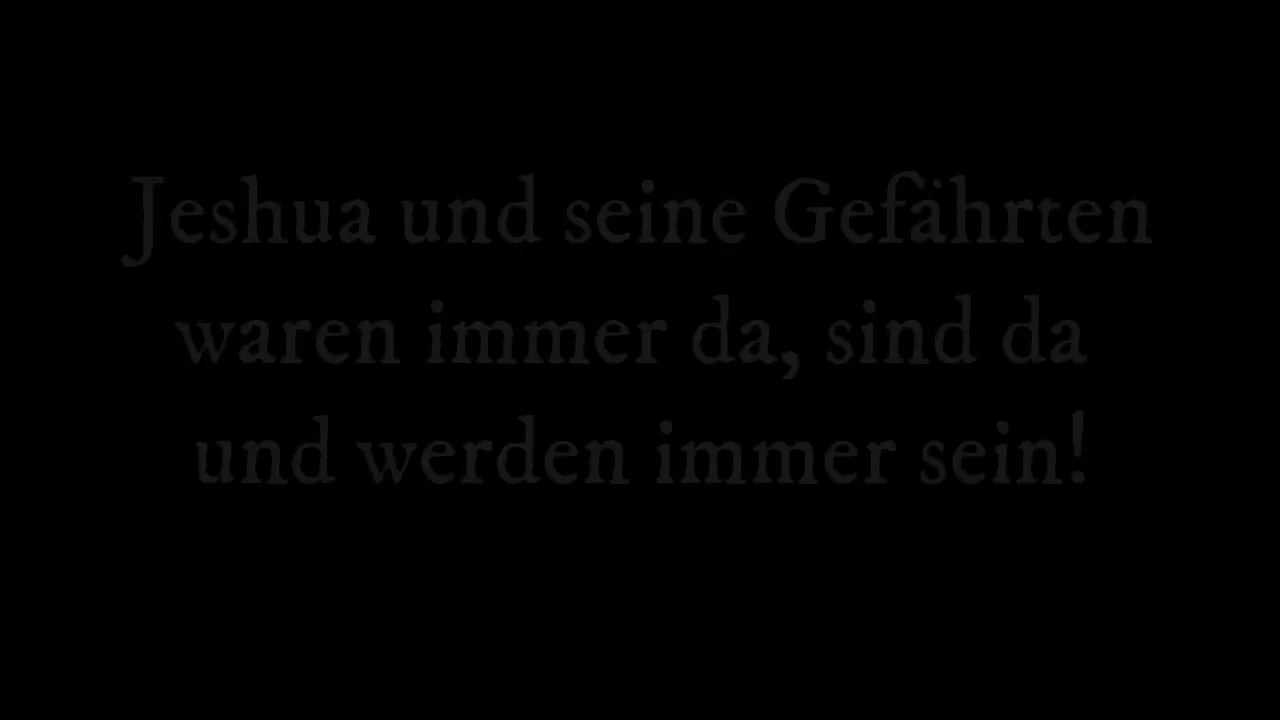 Jeshua und seine Gefährten
waren immer da, sind da
und werden immer sein!